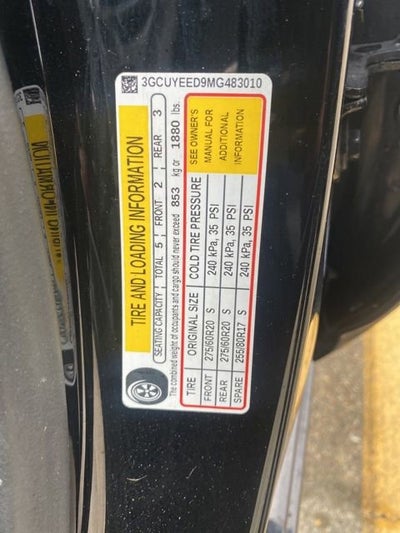 3GCUYEED9MG483010
TIRE AND LOADING INFORMATION
SEATING CAPACITY TOTAL 5 FRONT 2 REAR 3
The combined weight of occupants and cargo should never exceed 853 kg or 1880 lbs.
TIRE ORIGINAL SIZE COLD TIRE PRESSURE SEE OWNER'S MANUAL FOR ADDITIONAL INFORMATION
FRONT 275/60R20 S 240 kPa, 35 PSI
REAR 275/60R20 S 240 kPa, 35 PSI
SPARE 255/80R17 S 240 kPa, 35 PSI